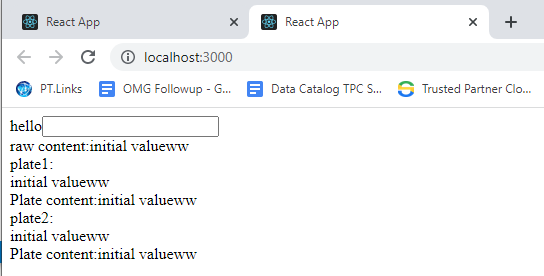 React App
React App
localhost:3000
PT.Links
OMG Followup - G...
Data Catalog TPC S...
Trusted Partner Clo...
hello
raw content:initial valueww
plate1:
initial valueww
Plate content:initial valueww
plate2:
initial valueww
Plate content:initial valueww